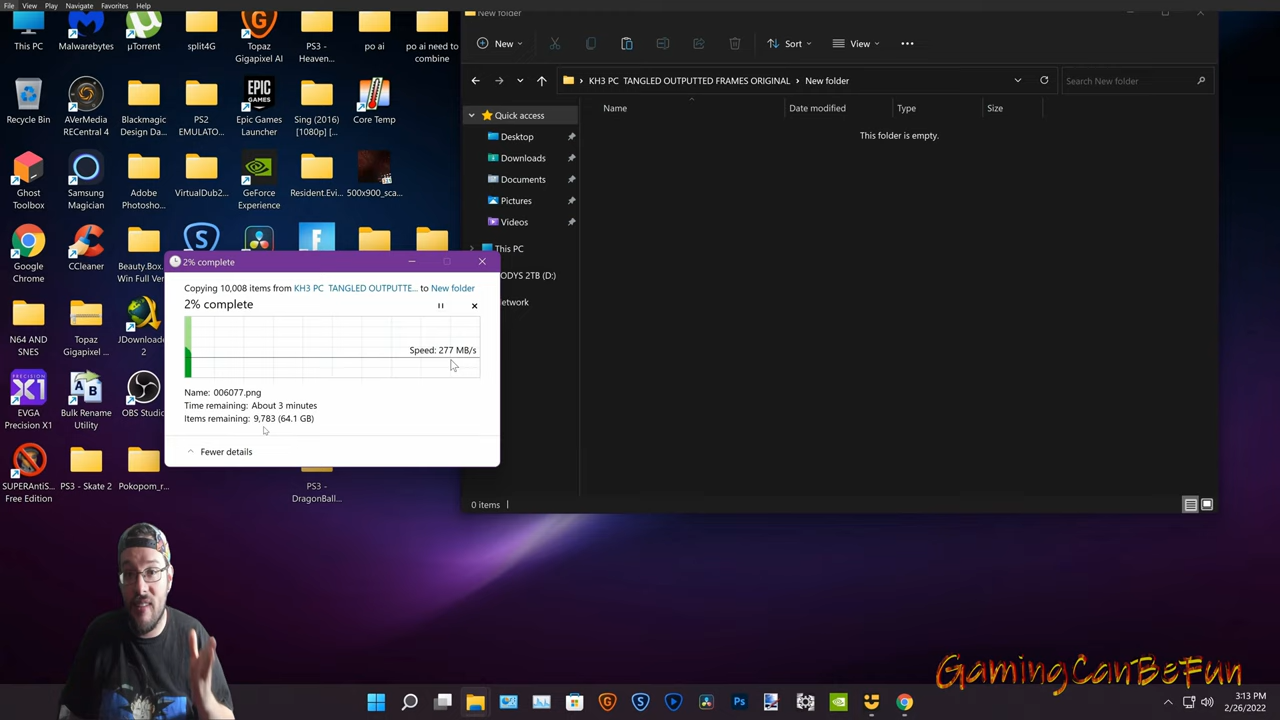 File View Play Navigate Favorites Help
This PC
Malwarebytes
µTorrent
split4G
Topaz
Gigapixel AI
PS3 -
Heaven...
po ai
po ai need to
combine
Recycle Bin
AVerMedia
RECentral 4
Blackmagic
Design Da...
PS2
EMULATO...
EPIC
GAMES
Epic Games
Launcher
Sing (2016)
[1080p] [...
Core Temp
Ghost
Toolbox
Samsung
Magician
Adobe
Photosho...
VirtualDub2...
GeForce
Experience
Resident.Evi...
500x900_sca...
Google
Chrome
CCleaner
Beauty.Box...
Win Full Ver
N64 AND
SNES
Topaz
Gigapixel ...
JDownloade
2
PRECISION
X1
EVGA
Precision X1
Bulk Rename
Utility
OBS Studio
SUPERAntiS...
Free Edition
PS3 - Skate 2
Pokopom_r...
PS3 -
DragonBall...
New folder
New
Sort
View
KH3 PC TANGLED OUTPUTTED FRAMES ORIGINAL
New folder
Search New folder
Name
Date modified
Type
Size
This folder is empty.
Quick access
Desktop
Downloads
Documents
Pictures
Videos
This PC
ODYS 2TB (D:)
etwork
0 items
2% complete
Copying 10,008 items from KH3 PC TANGLED OUTPUTTE... to New folder
2% complete
Speed: 277 MB/s
Name: 006077.png
Time remaining: About 3 minutes
Items remaining: 9,783 (64.1 GB)
Fewer details
GamingCanBeFun
3:13 PM
2/26/2022